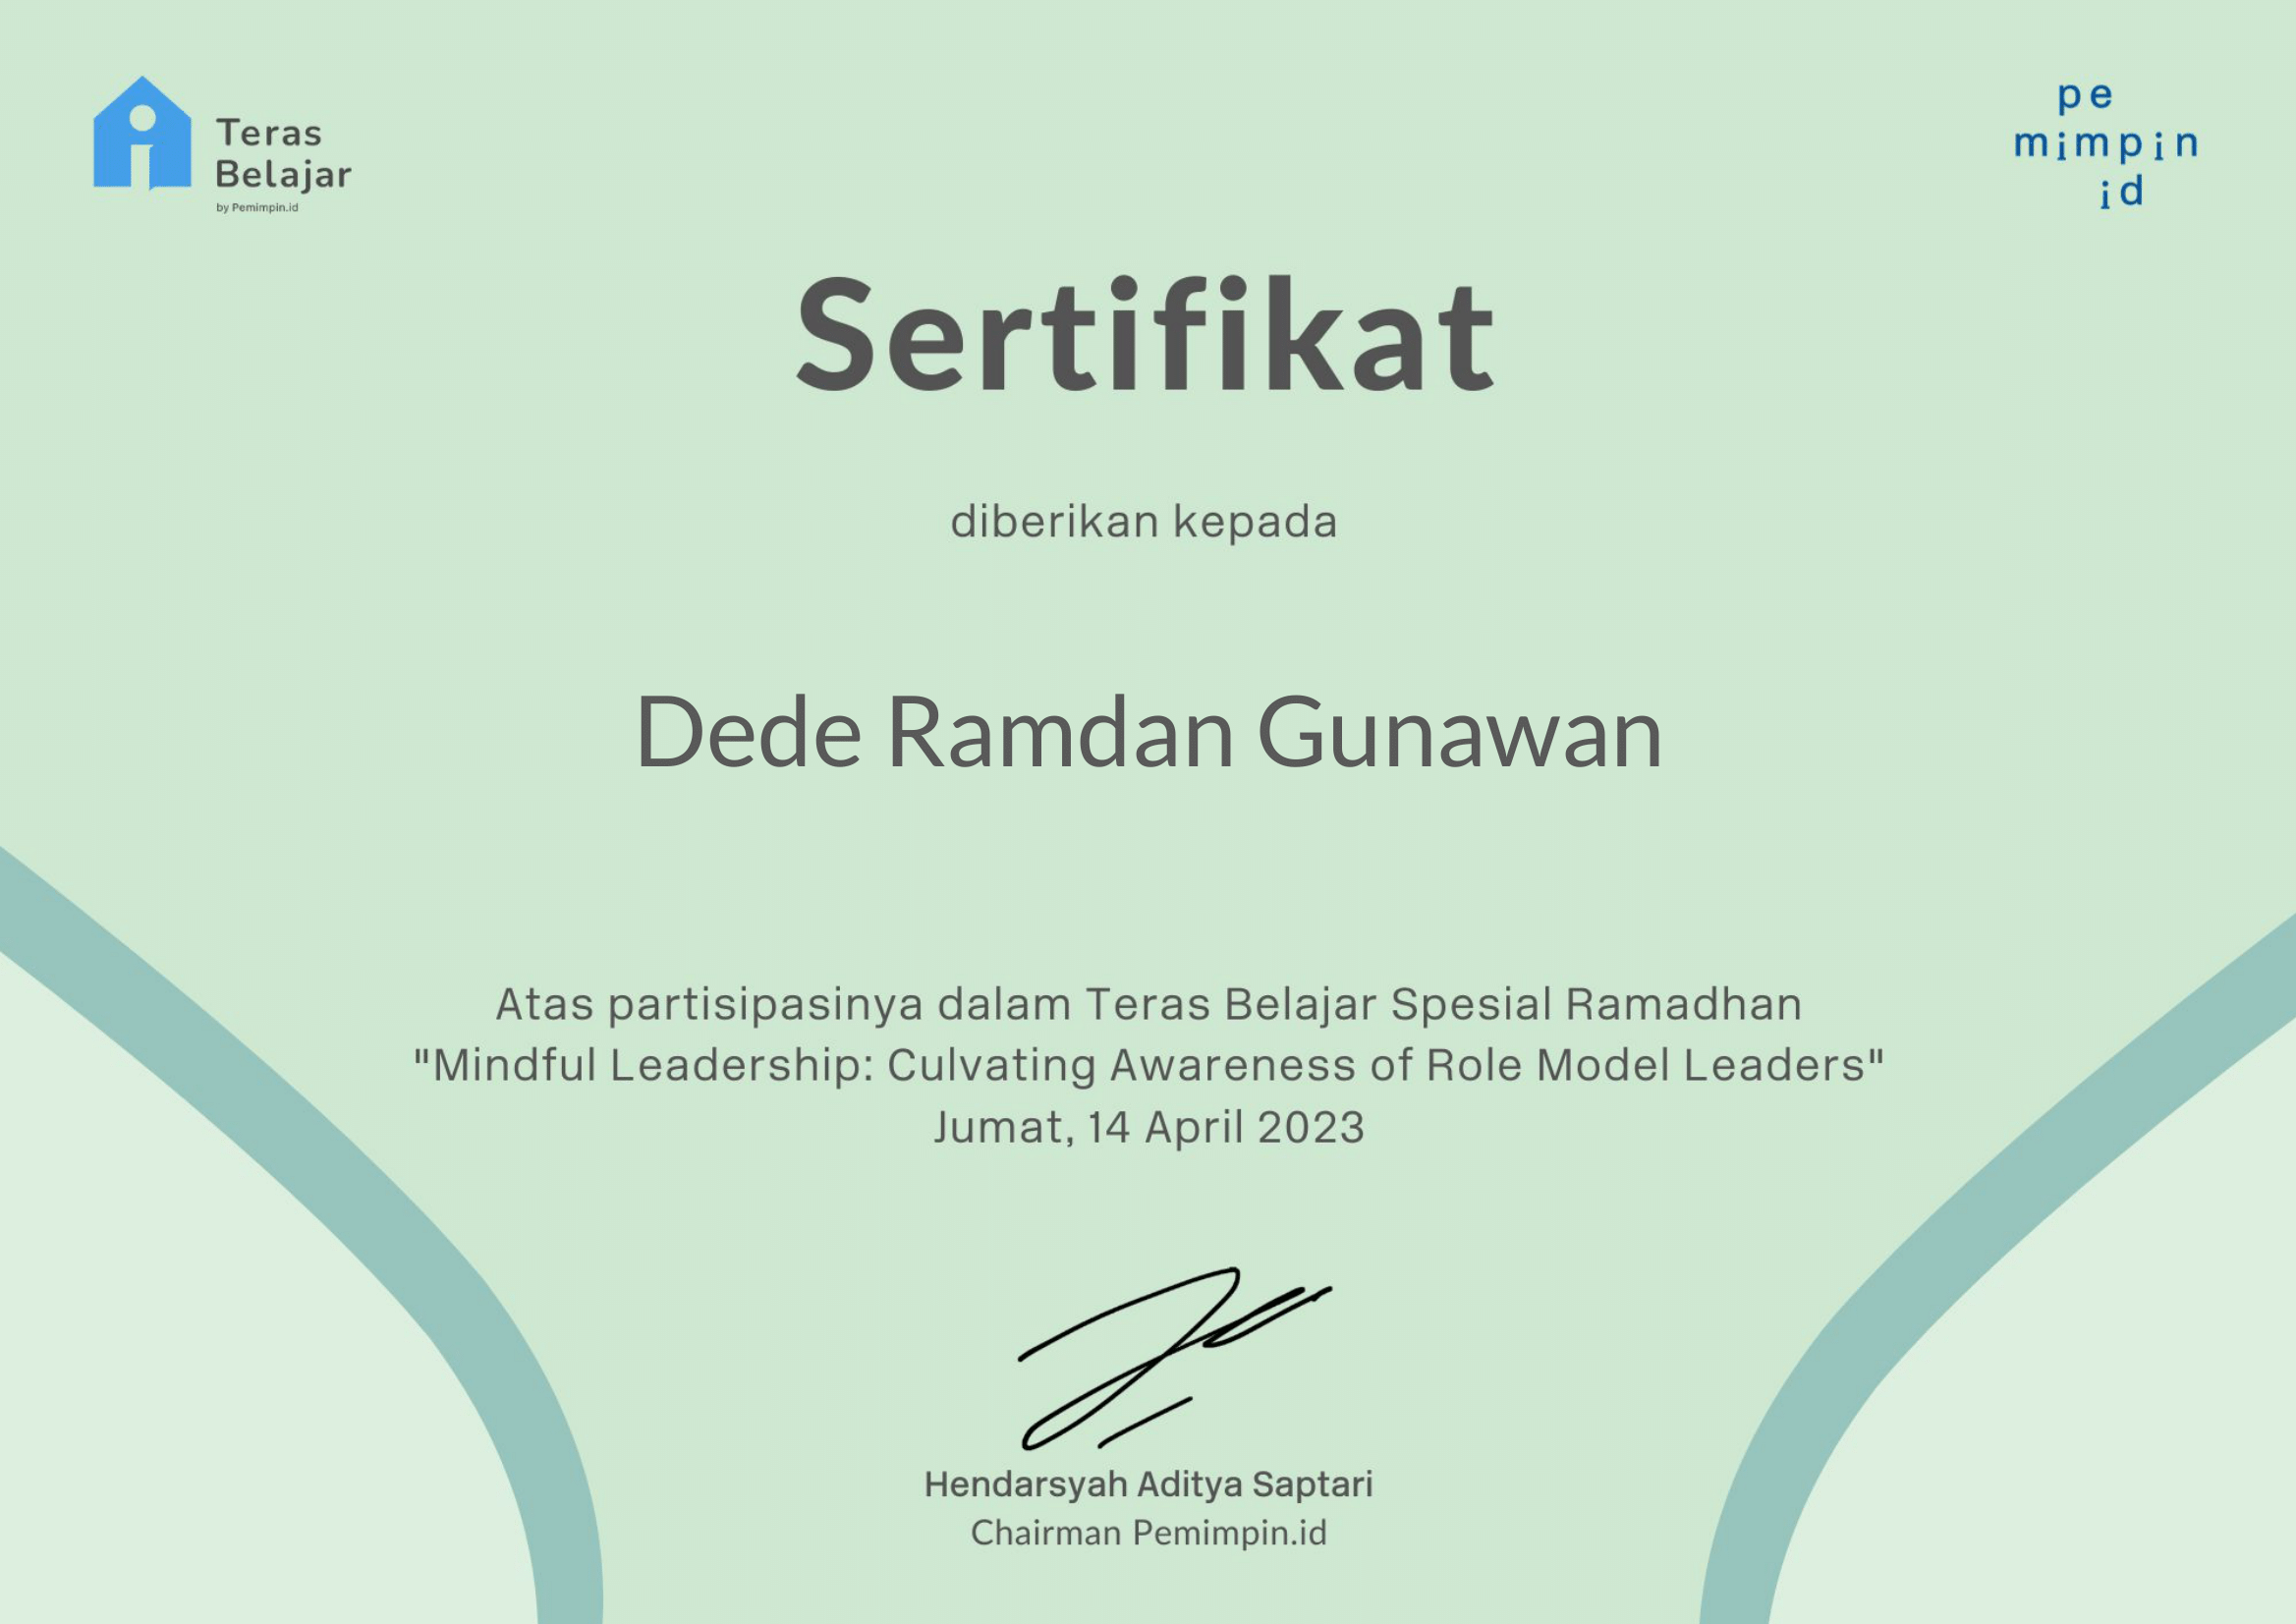 Teras
Belajar
by Pemimpin.id
pe
mimpin
id
Sertifikat
diberikan kepada
Dede Ramdan Gunawan
Atas partisipasinya dalam Teras Belajar Spesial Ramadhan
"Mindful Leadership: Culvating Awareness of Role Model Leaders"
Jumat, 14 April 2023
Hendarsyah Aditya Saptari
Chairman Pemimpin.id